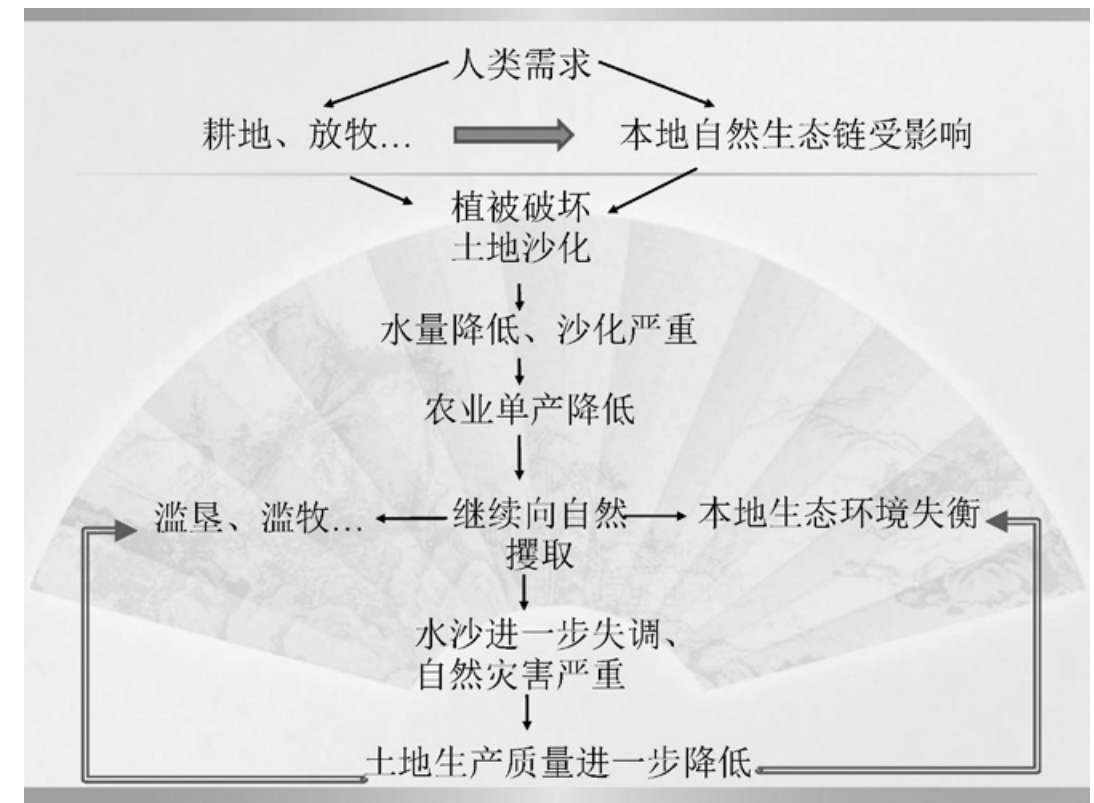 人类需求
耕地、放牧…
本地自然生态链受影响
植被破坏
土地沙化
水量降低、沙化严重
农业单产降低
滥垦、滥牧…
继续向自然
攫取
本地生态环境失衡
水沙进一步失调、
自然灾害严重
土地生产质量进一步降低